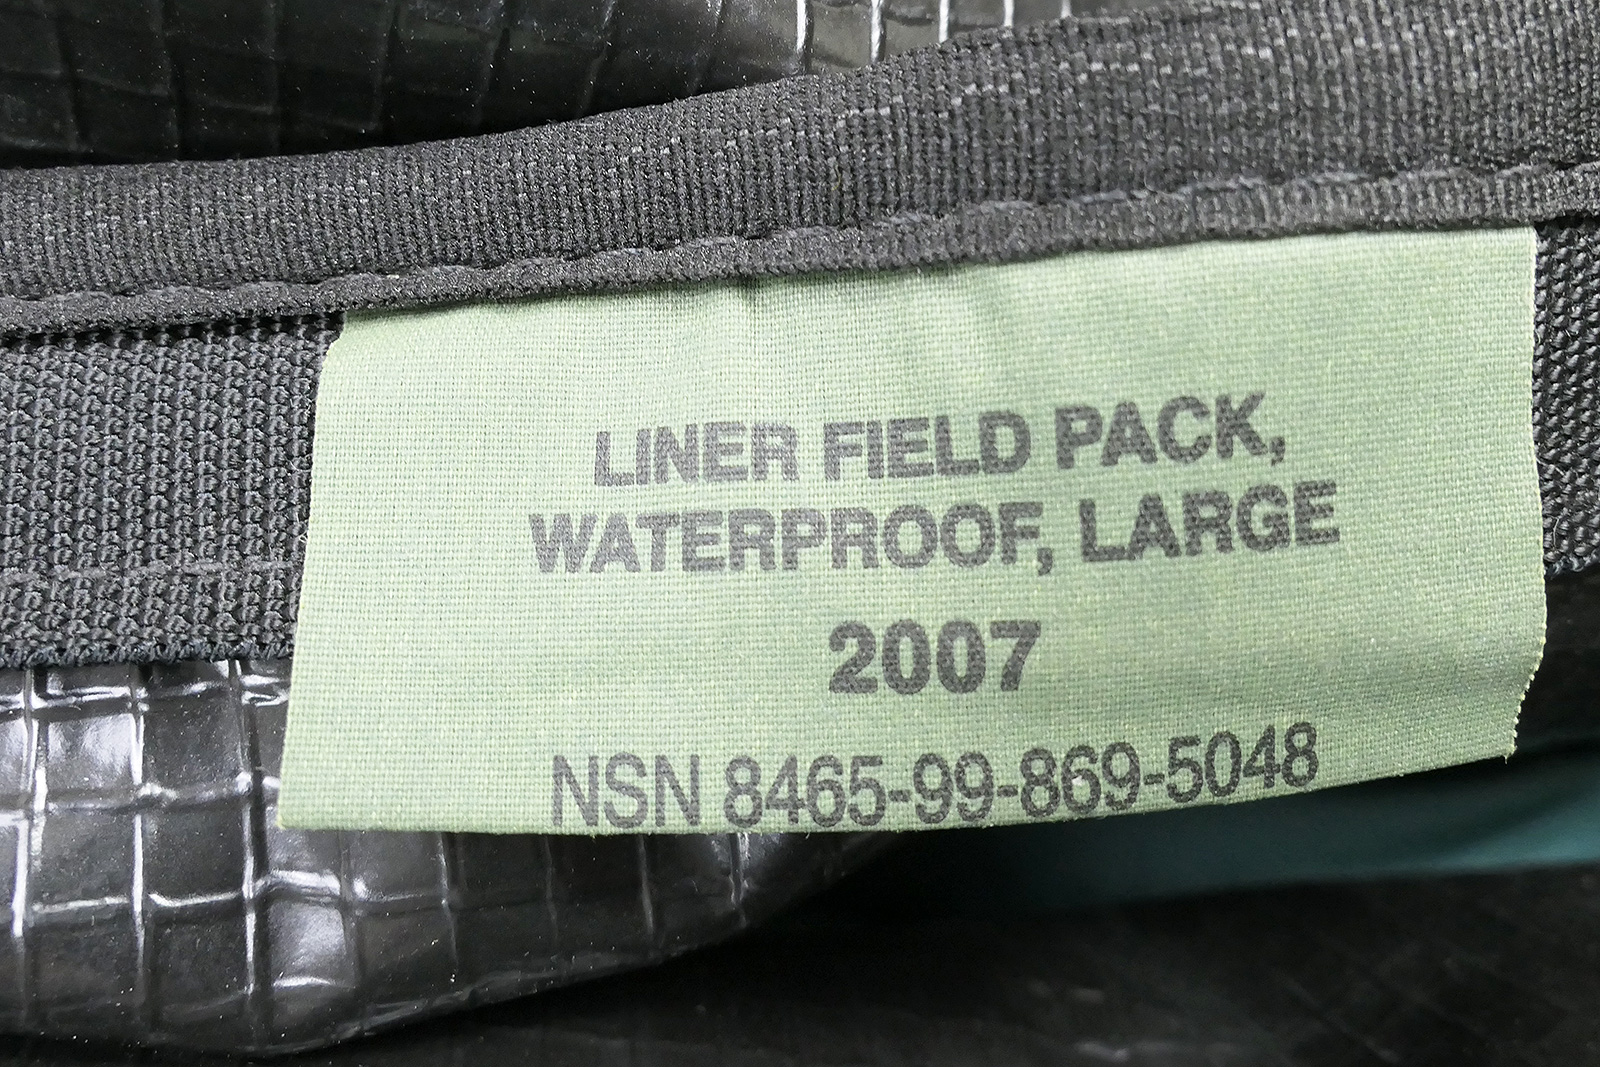 LINER FIELD PACK,
WATERPROOF, LARGE
2007
NSN 8465-99-869-5048